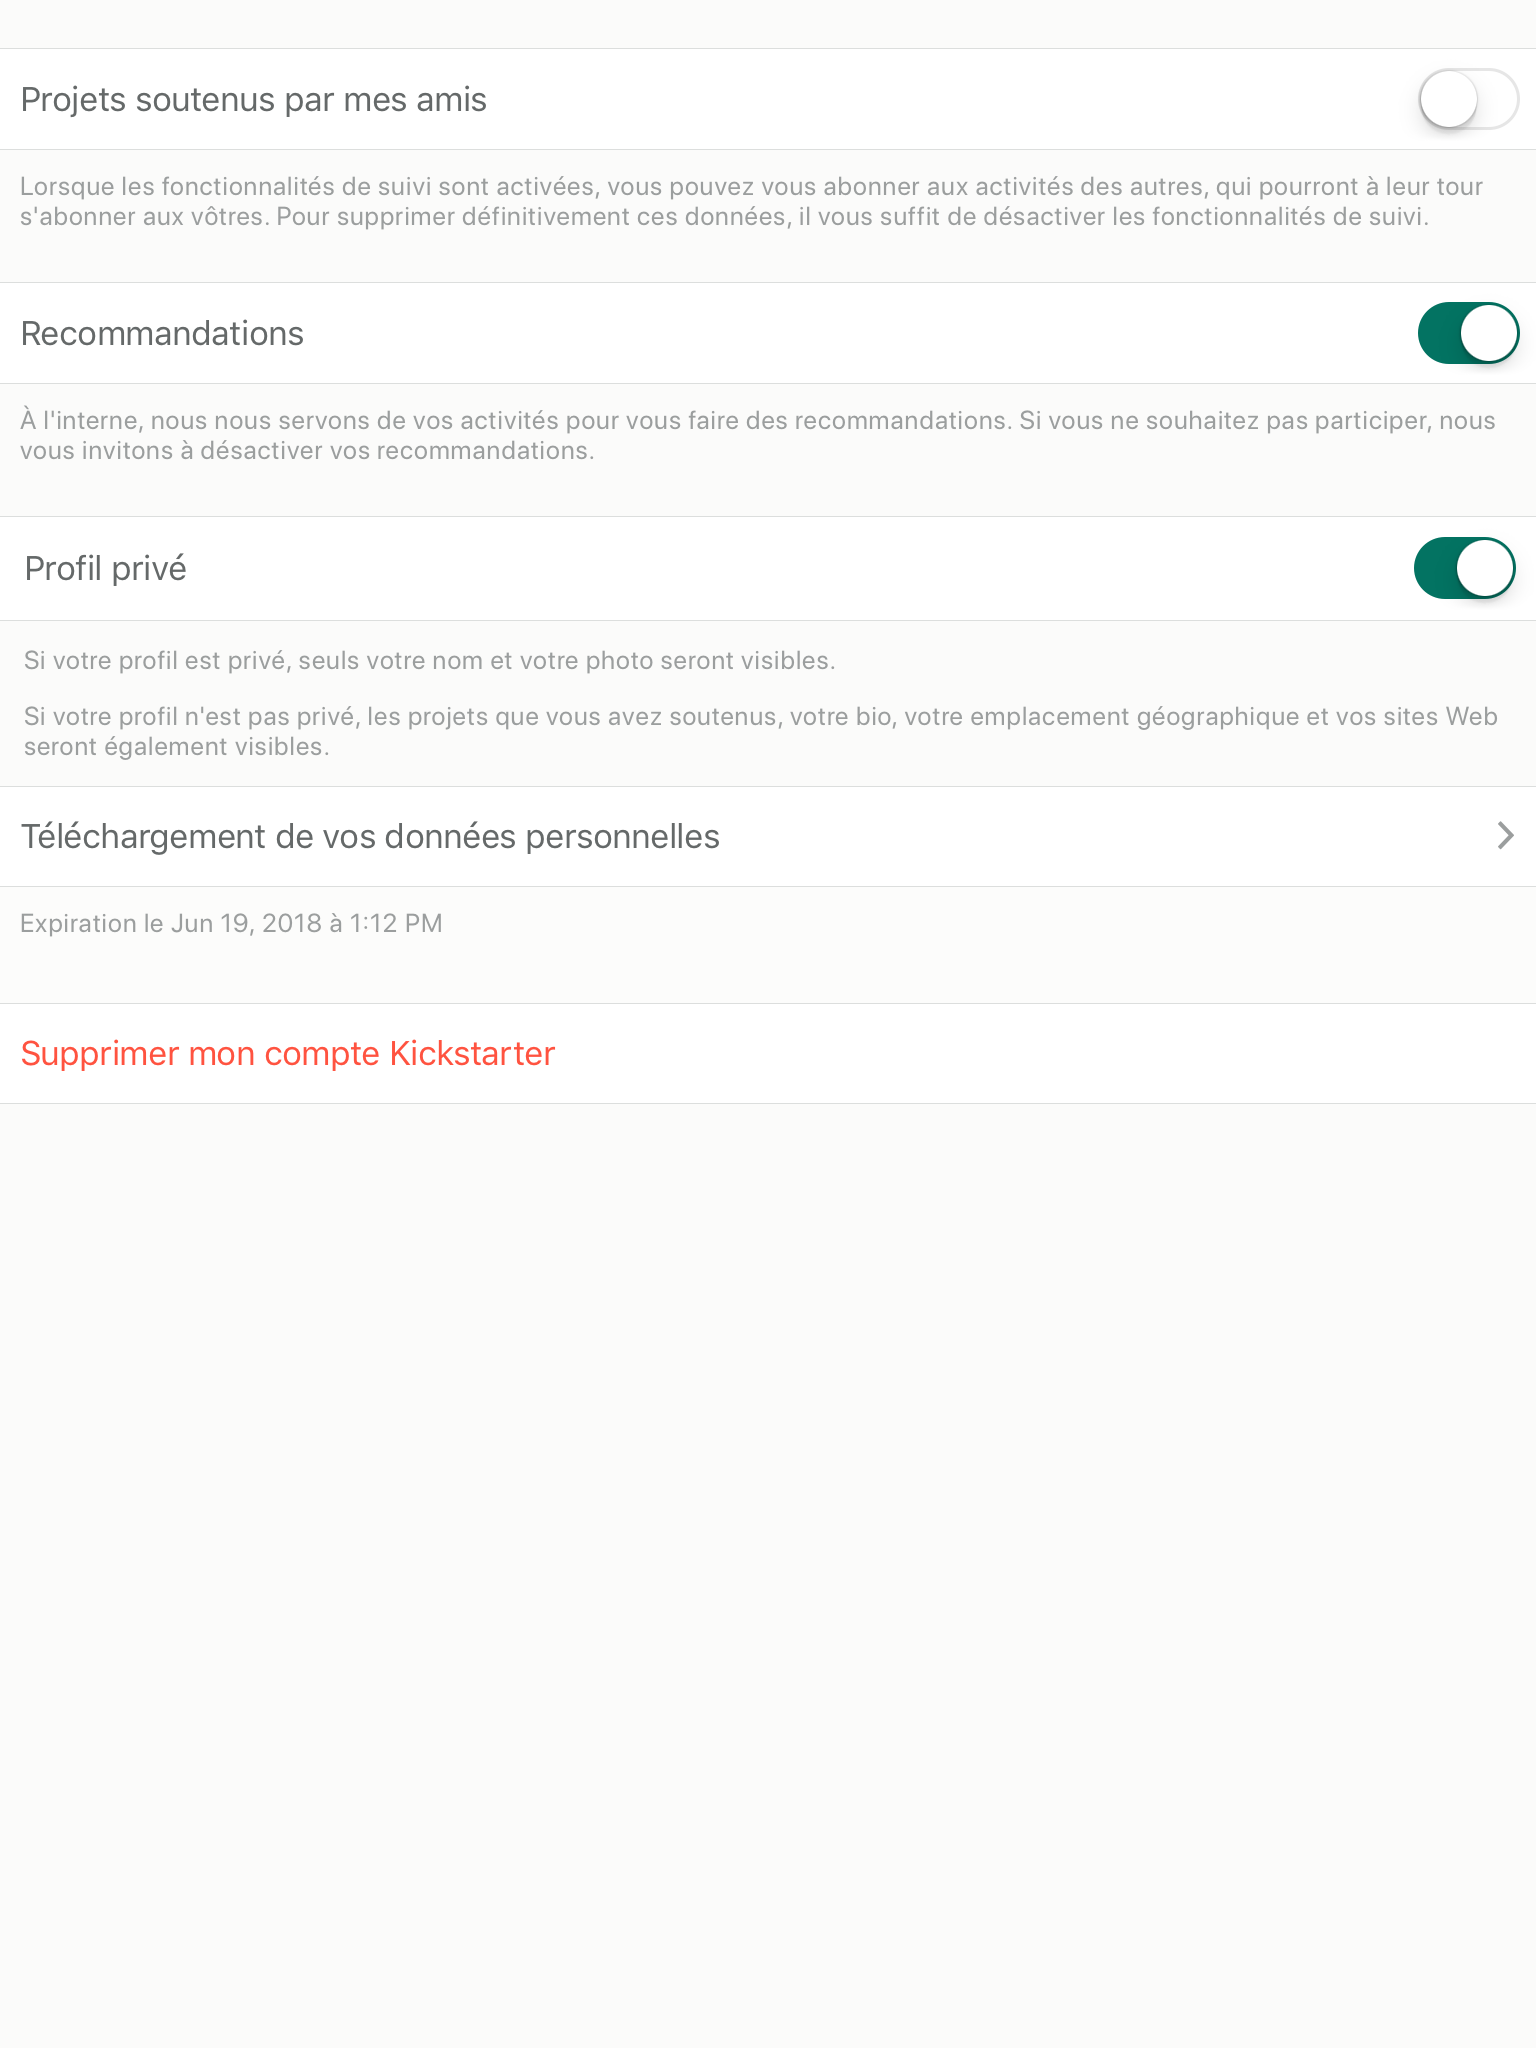 Projets soutenus par mes amis
Lorsque les fonctionnalités de suivi sont activées, vous pouvez vous abonner aux activités des autres, qui pourront à leur tour
s'abonner aux vôtres. Pour supprimer définitivement ces données, il vous suffit de désactiver les fonctionnalités de suivi.
Recommandations
À l'interne, nous nous servons de vos activités pour vous faire des recommandations. Si vous ne souhaitez pas participer, nous
vous invitons à désactiver vos recommandations.
Profil privé
Si votre profil est privé, seuls votre nom et votre photo seront visibles.
Si votre profil n'est pas privé, les projets que vous avez soutenus, votre bio, votre emplacement géographique et vos sites Web
seront également visibles.
Téléchargement de vos données personnelles
Expiration le Jun 19, 2018 à 1:12 PM
Supprimer mon compte Kickstarter